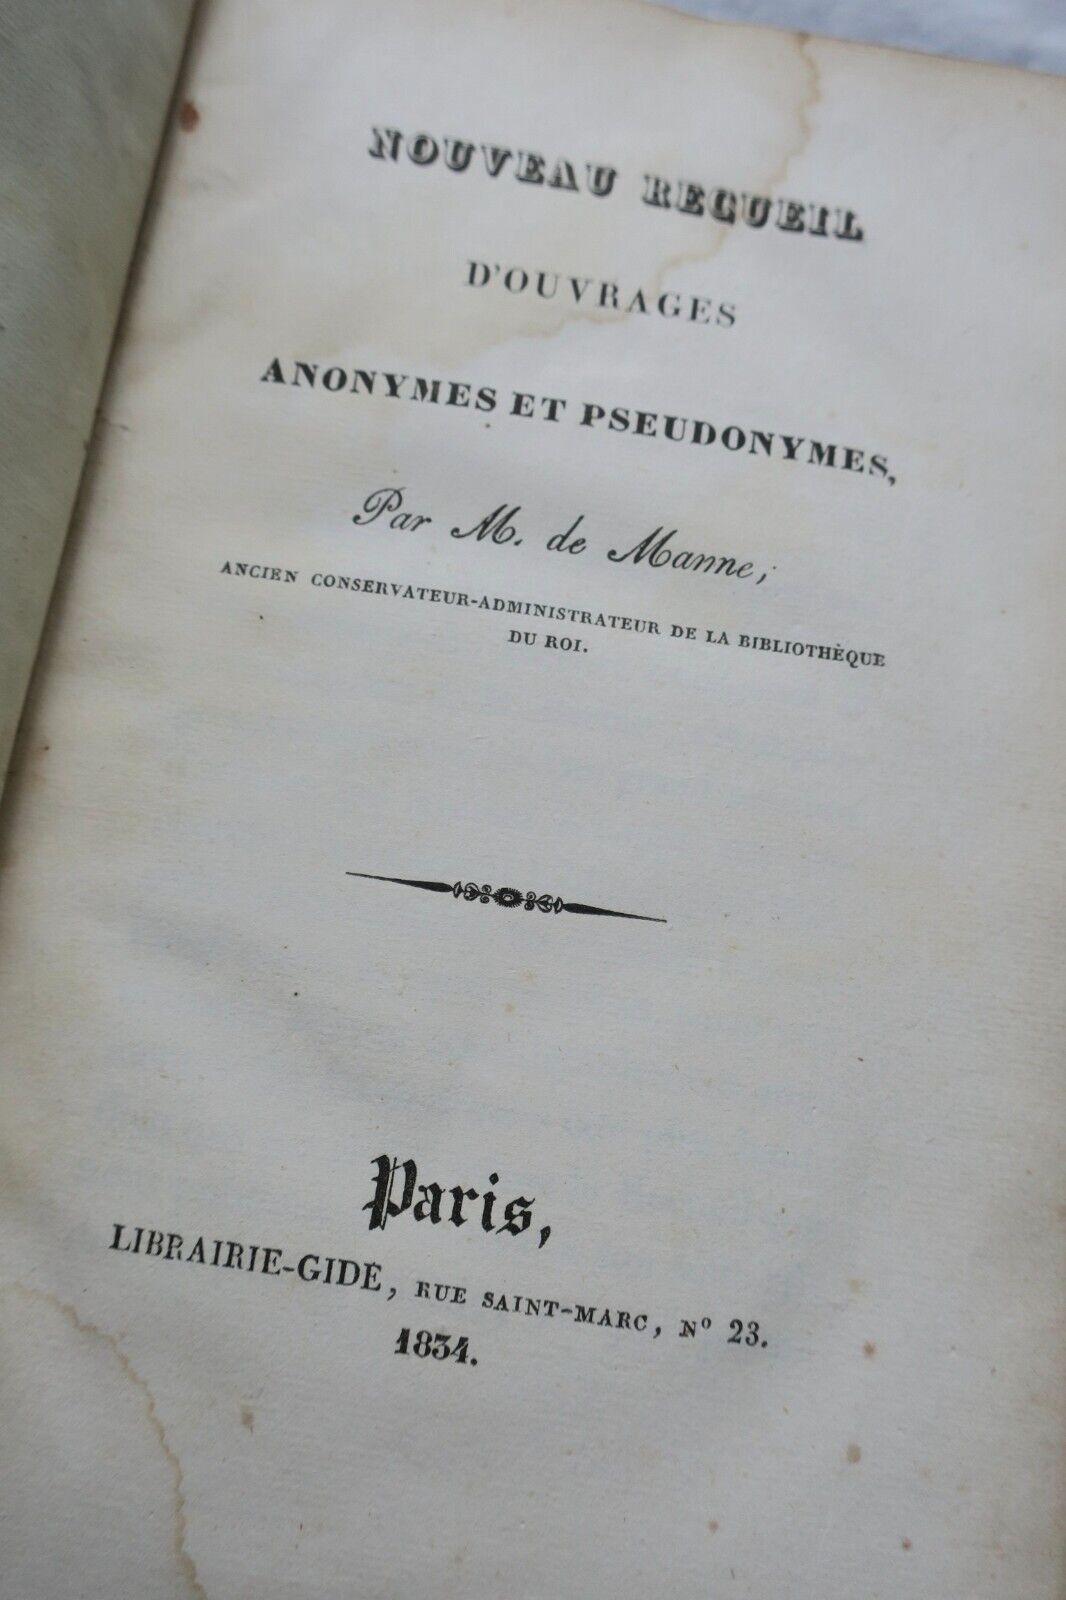 NOUVEAU RECUEIL
D'OUVRAGES
ANONYMES ET PSEUDONYMES,
Par M. de Manne;
ANCIEN CONSERVATEUR-ADMINISTRATEUR DE LA BIBLIOTHÈQUE
DU ROI.
Paris,
LIBRAIRIE-GIDE, RUE SAINT-MARC, Nº 23.
1834.